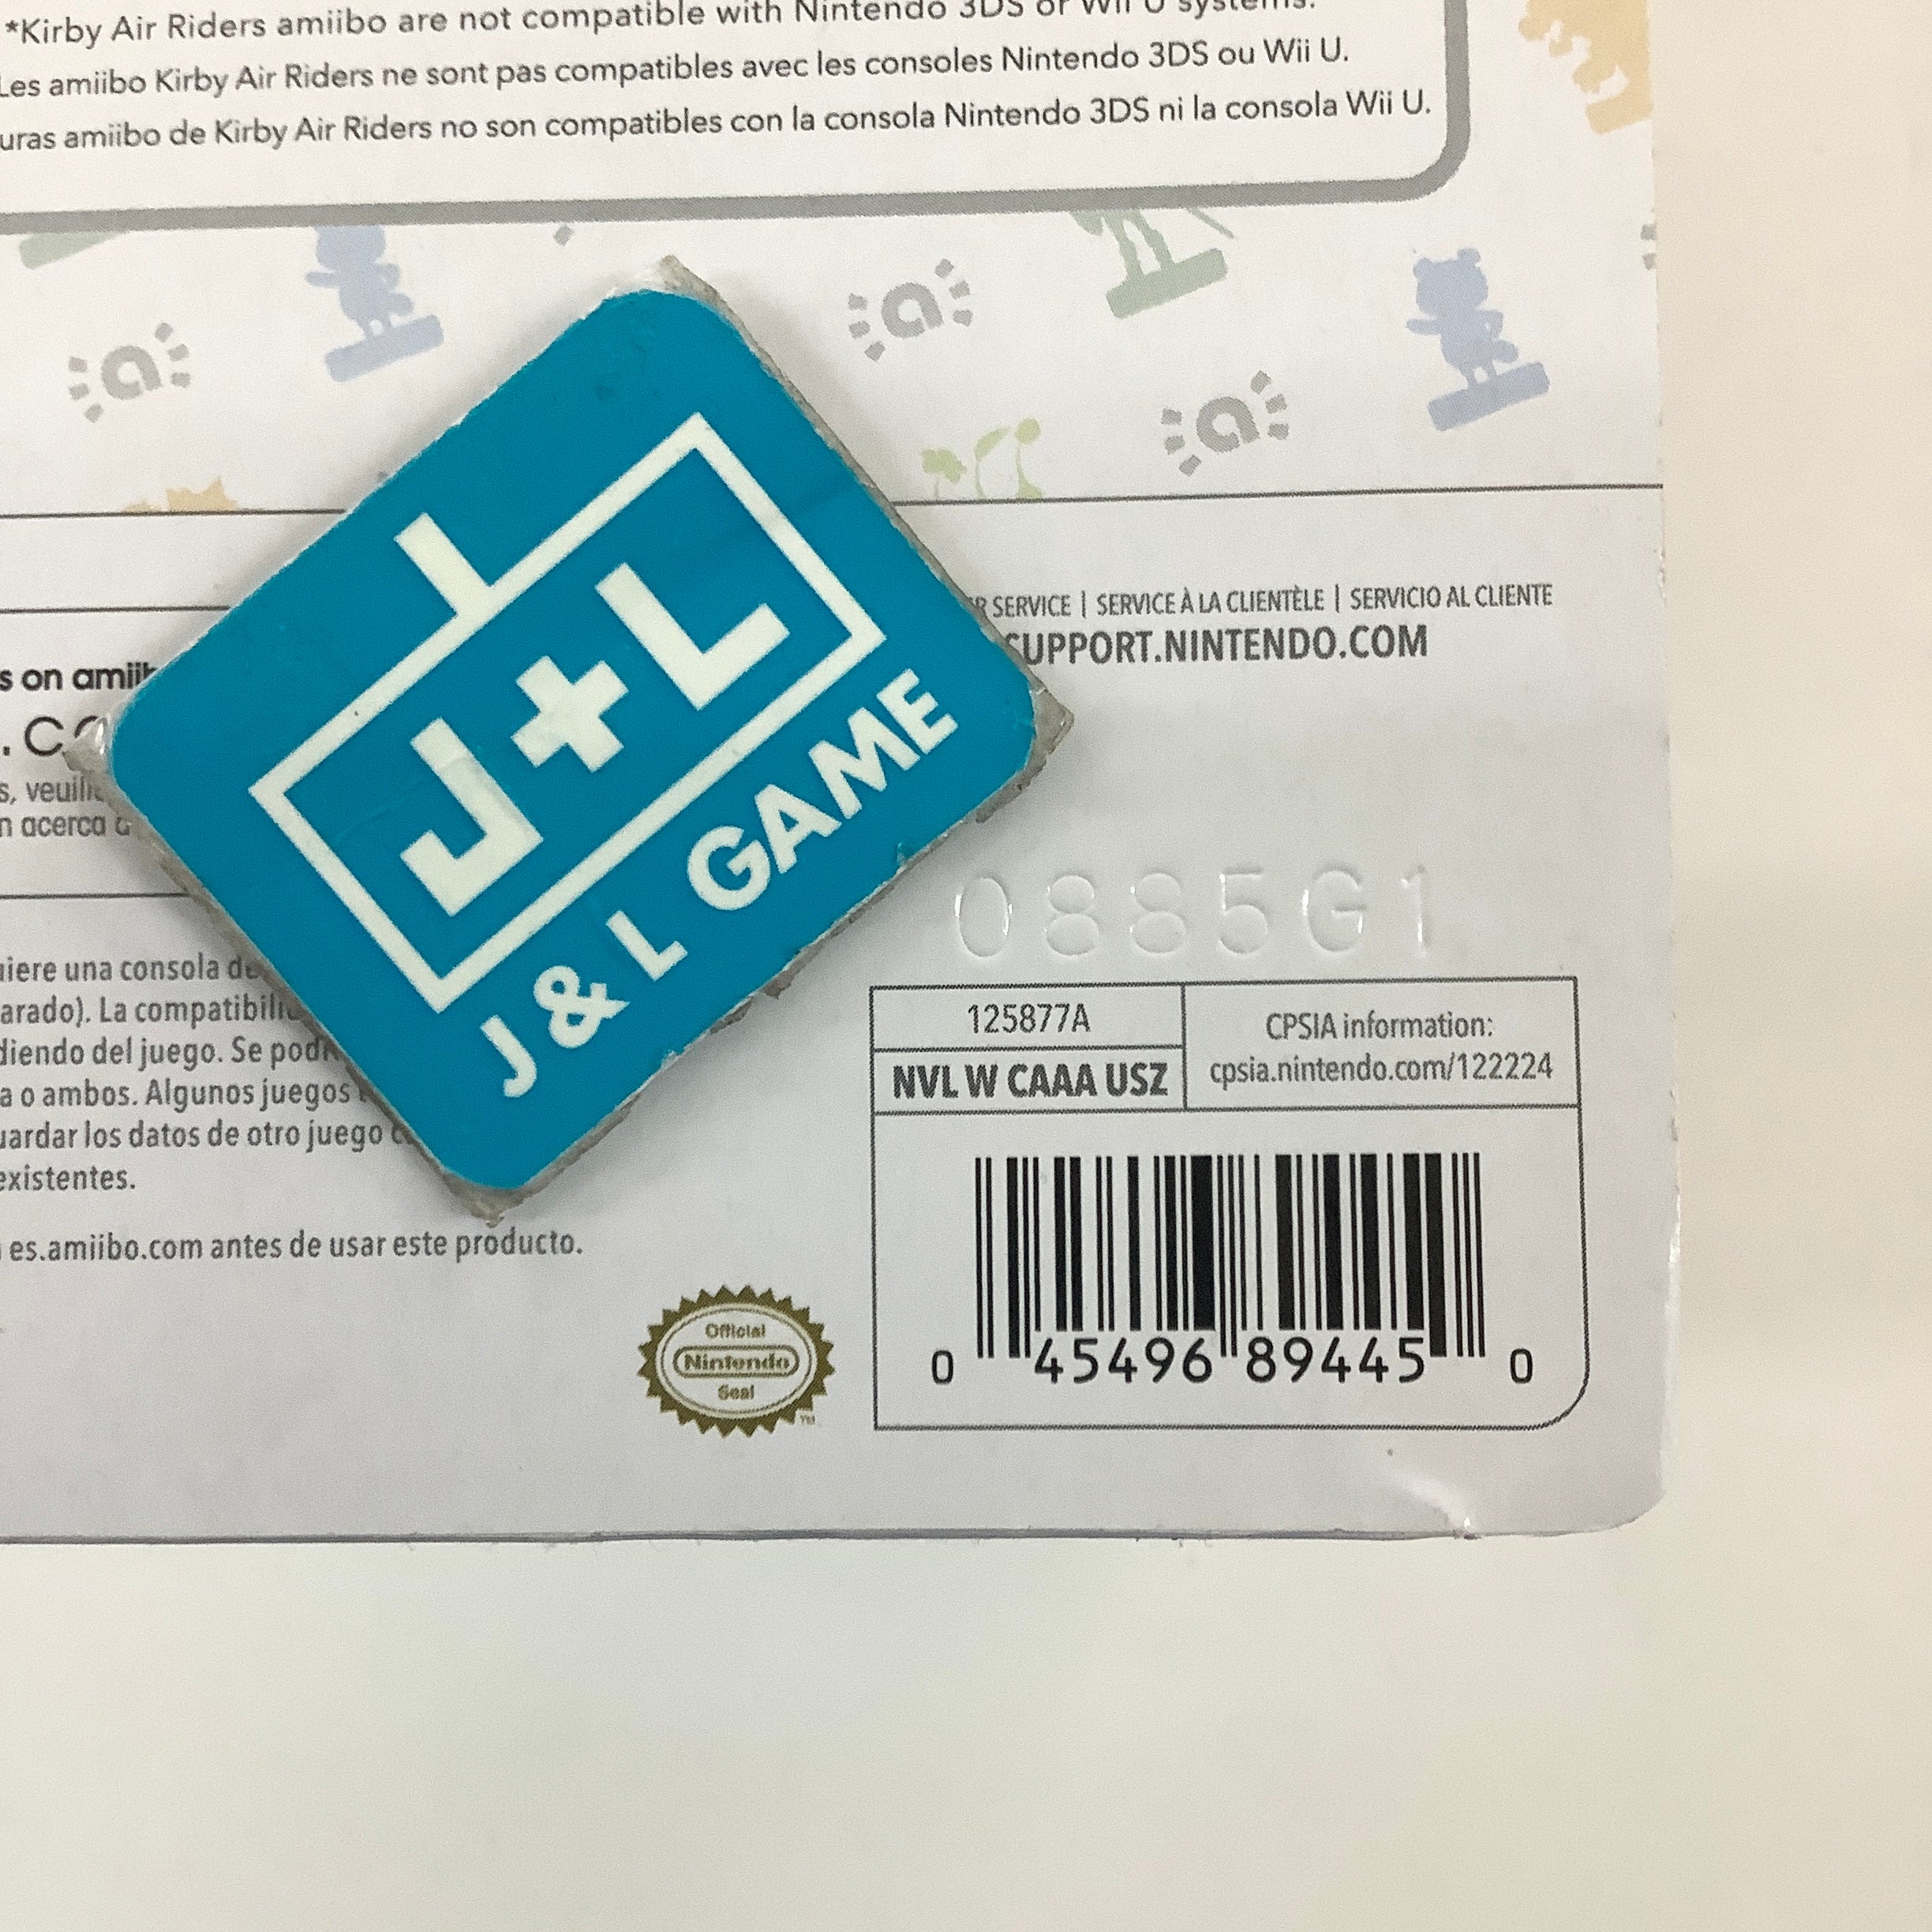 *Kirby Air Riders amiibo are not compatible with Nintendo 3DS or Wii U systems.
Les amiibo Kirby Air Riders ne sont pas compatibles avec les consoles Nintendo 3DS ou Wii U.
uras amiibo de Kirby Air Riders no son compatibles con la consola Nintendo 3DS ni la consola Wii U.
J+L
J & L GAME
SERVICE | SERVICE À LA CLIENTÈLE | SERVICIO AL CLIENTE
SUPPORT.NINTENDO.COM
s on amiib
s, veuill
n acerca
0885G1
iere una consola de
arado). La compatibili
diendo del juego. Se podr
a o ambos. Algunos juegos
uardar los datos de otro juego
existentes.
es.amiibo.com antes de usar este producto.
125877A
NVL W CAAA USZ
CPSIA information:
cpsia.nintendo.com/122224
0 45496 89445 0
Official
Nintendo
Seal
TM